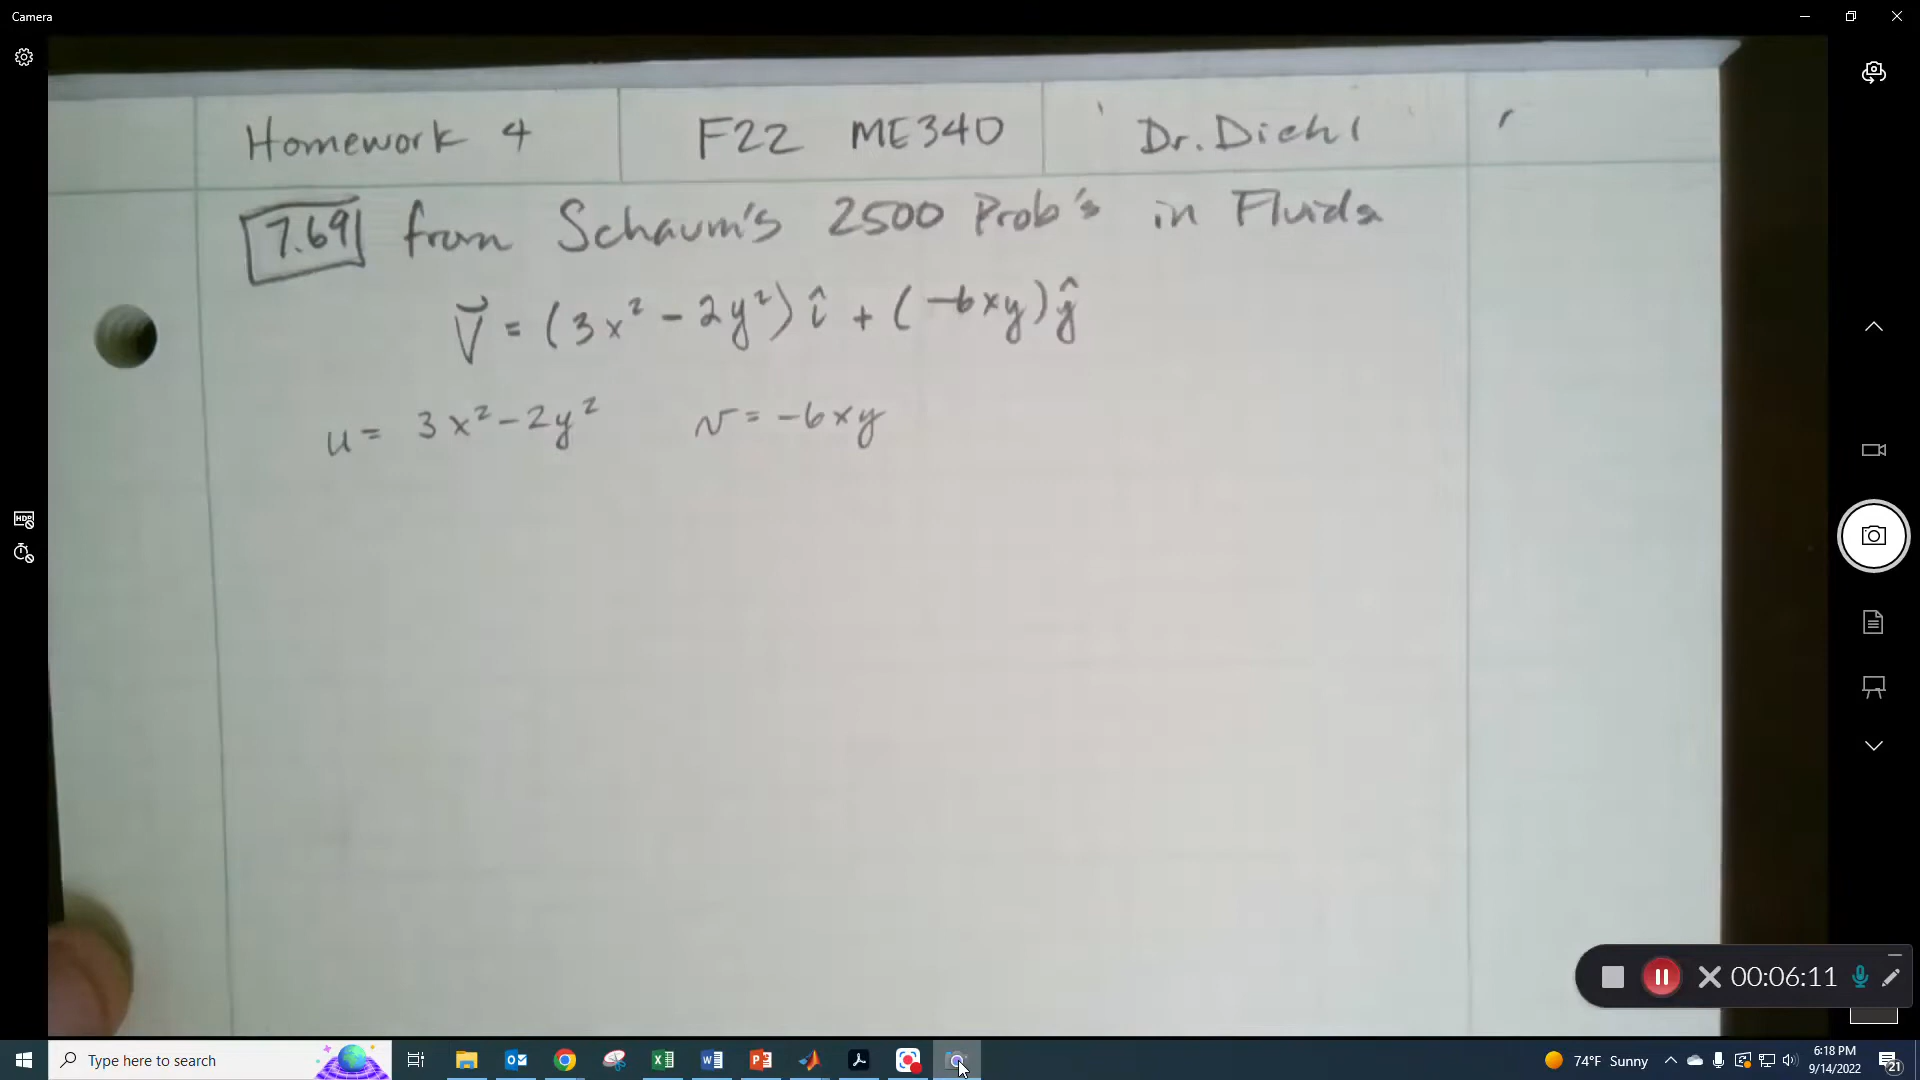 Camera
Homework 4 F22 ME340 Dr. Diehl
7.69 from Schaum's 2500 Prob's in Fluids
V⃗ = (3x² - 2y²) î + (-6xy) ŷ
u = 3x² - 2y² v = -6xy
00:06:11
Type here to search
74°F Sunny
6:18 PM
9/14/2022
21